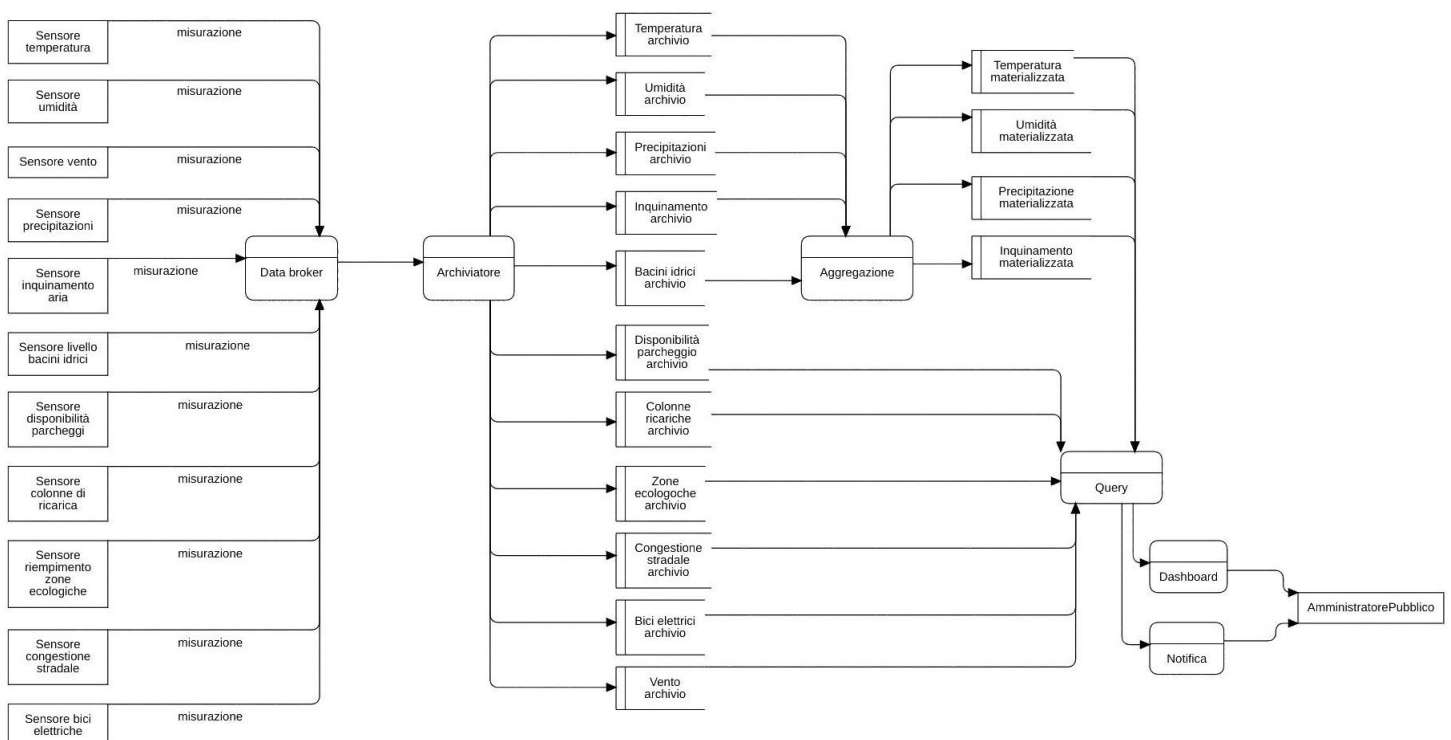 Sensore
temperatura
misurazione
Sensore
umidità
misurazione
Sensore vento
misurazione
Sensore
precipitazioni
misurazione
Sensore
inquinamento
aria
misurazione
Sensore livello
bacini idrici
misurazione
Sensore
disponibilità
parcheggi
misurazione
Sensore
colonne di
ricarica
misurazione
Sensore
riempimento
zone
ecologiche
misurazione
Sensore
congestione
stradale
misurazione
Sensore bici
elettriche
misurazione
Data broker
Archiviatore
Temperatura
archivio
Umidità
archivio
Precipitazioni
archivio
Inquinamento
archivio
Bacini idrici
archivio
Disponibilità
parcheggio
archivio
Colonne
ricariche
archivio
Zone
ecologoche
archivio
Congestione
stradale
archivio
Bici elettrici
archivio
Vento
archivio
Aggregazione
Temperatura
materializzata
Umidità
materializzata
Precipitazione
materializzata
Inquinamento
materializzata
Query
Dashboard
Notifica
AmministratorePubblico